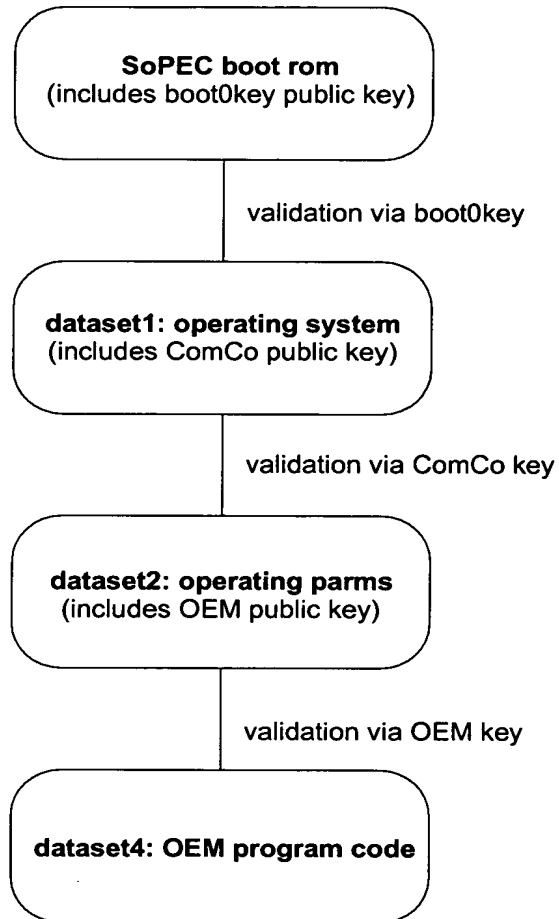 SoPEC boot rom
(includes boot0key public key)
validation via boot0key
dataset1: operating system
(includes ComCo public key)
validation via ComCo key
dataset2: operating parms
(includes OEM public key)
validation via OEM key
dataset4: OEM program code